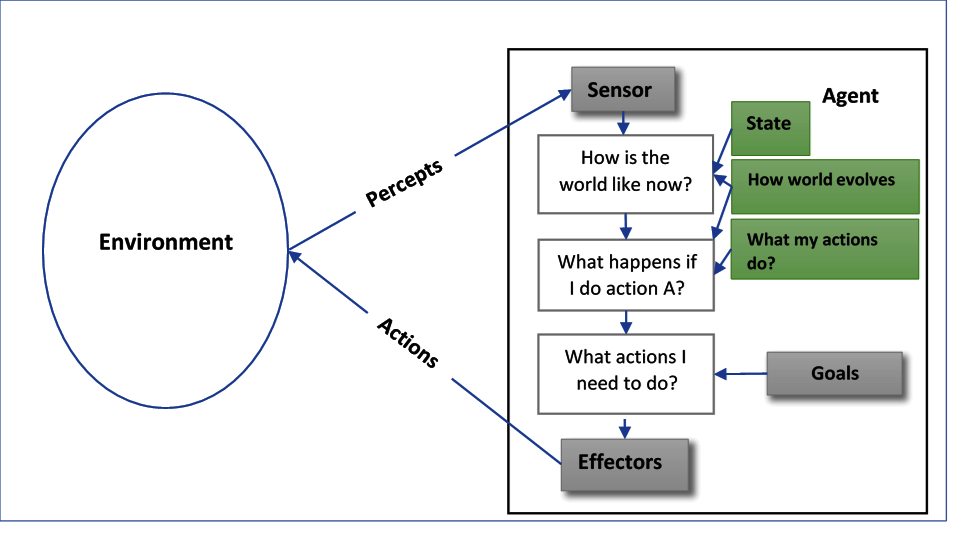 Sensor
Agent
State
How is the
world like now?
How world evolves
Percepts
Environment
What my actions
do?
What happens if
I do action A?
Actions
What actions I
need to do?
Goals
Effectors